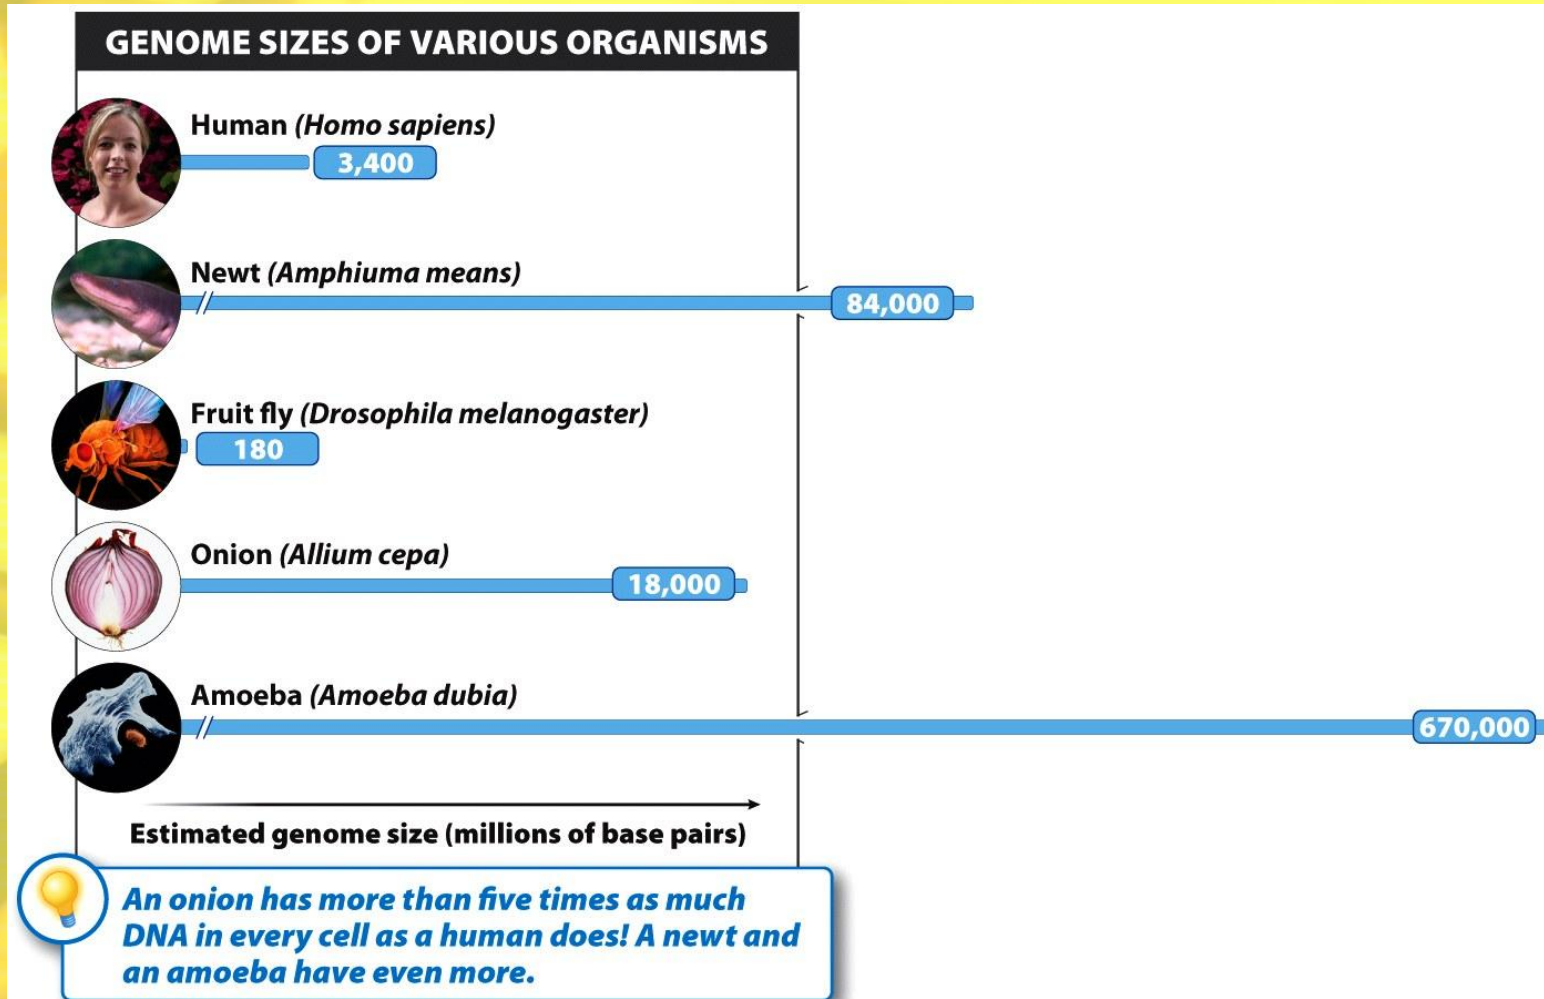 GENOME SIZES OF VARIOUS ORGANISMS
Human (Homo sapiens)
3,400
Newt (Amphiuma means)
84,000
Fruit fly (Drosophila melanogaster)
180
Onion (Allium cepa)
18,000
Amoeba (Amoeba dubia)
670,000
Estimated genome size (millions of base pairs)
An onion has more than five times as much
DNA in every cell as a human does! A newt and
an amoeba have even more.